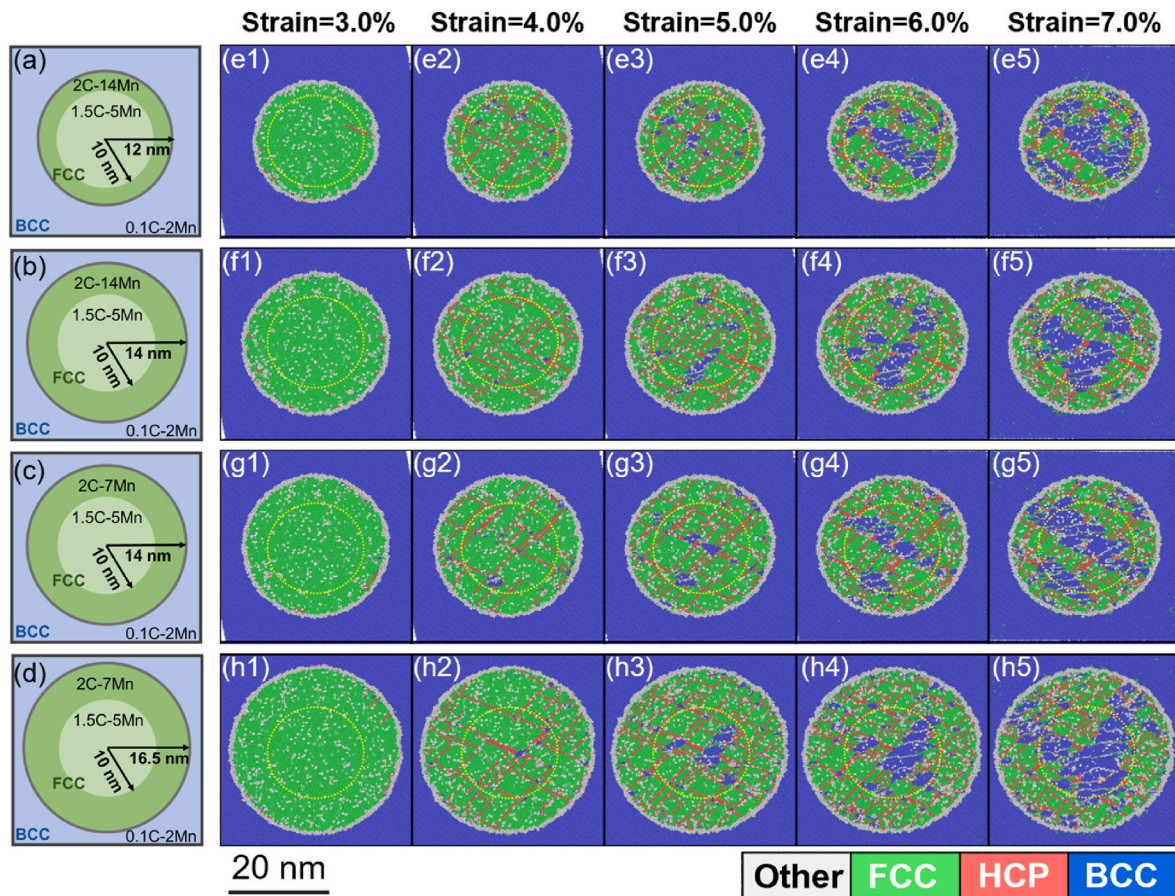 Strain=3.0% Strain=4.0% Strain=5.0% Strain=6.0% Strain=7.0%
(a)
2C-14Mn
1.5C-5Mn
12 nm
10 nm
FCC
BCC
0.1C-2Mn
(e1) (e2) (e3) (e4) (e5)
(b)
2C-14Mn
1.5C-5Mn
14 nm
10 nm
FCC
BCC
0.1C-2Mn
(f1) (f2) (f3) (f4) (f5)
(c)
2C-7Mn
1.5C-5Mn
14 nm
10 nm
FCC
BCC
0.1C-2Mn
(g1) (g2) (g3) (g4) (g5)
(d)
2C-7Mn
1.5C-5Mn
16.5 nm
10 nm
FCC
BCC
0.1C-2Mn
(h1) (h2) (h3) (h4) (h5)
20 nm
Other FCC HCP BCC